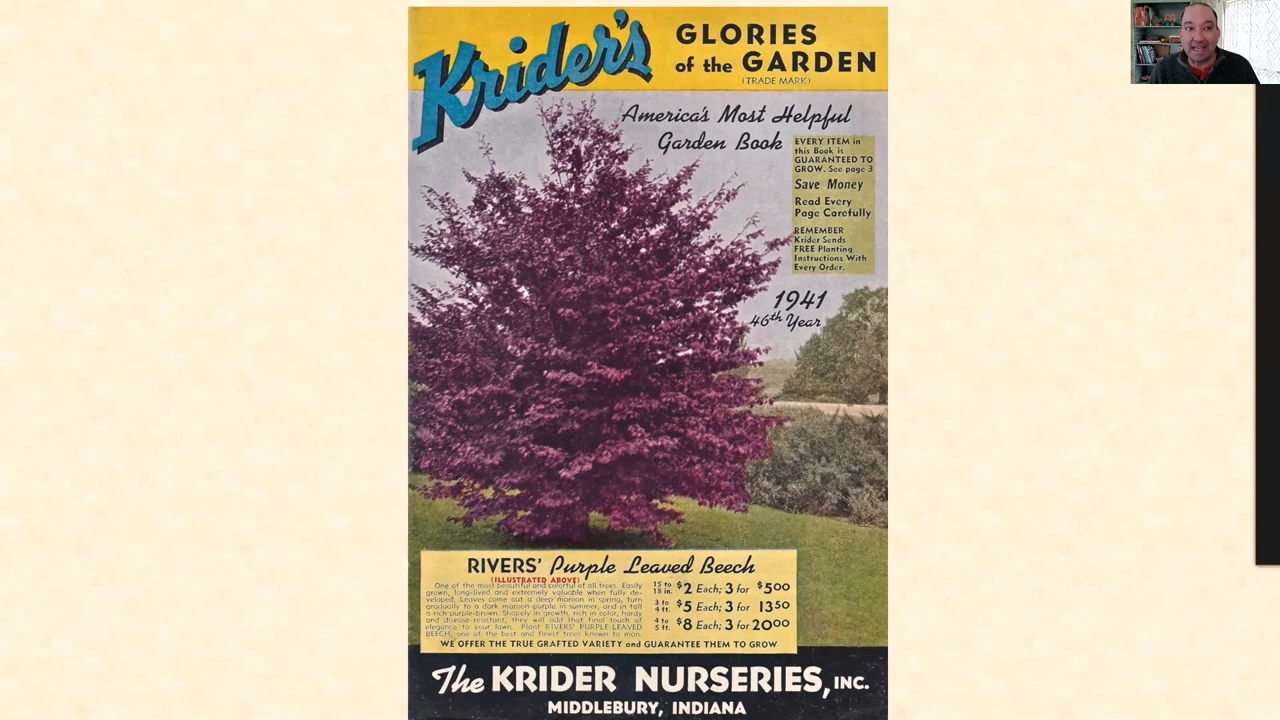 Krider's
GLORIES
of the GARDEN
(TRADE MARK)
America's Most Helpful
Garden Book
EVERY ITEM in
this Book is
GUARANTEED TO
GROW. See page 3
Save Money
Read Every
Page Carefully
REMEMBER
Krider Sends
FREE Planting
Instructions With
Every Order.
1941
46th Year
RIVERS' Purple Leaved Beech
(ILLUSTRATED ABOVE)
One of the most beautiful and colorful of all trees. Easily
grown, long-lived and extremely valuable when fully de-
veloped. Leaves come out a deep maroon in spring, turn
gradually to a dark maroon-purple in summer, and in fall
a rich purple-brown. Shapely in growth, rich in color, hardy
and disease-resistant, they will add that final touch of
elegance to your lawn. Plant RIVERS' PURPLE-LEAVED
BEECH, one of the best and finest trees known to man.
15 to 18 in. $2 Each; 3 for $500
3 to 4 ft. $5 Each; 3 for 1350
4 to 5 ft. $8 Each; 3 for 2000
WE OFFER THE TRUE GRAFTED VARIETY and GUARANTEE THEM TO GROW
The KRIDER NURSERIES, INC.
MIDDLEBURY, INDIANA